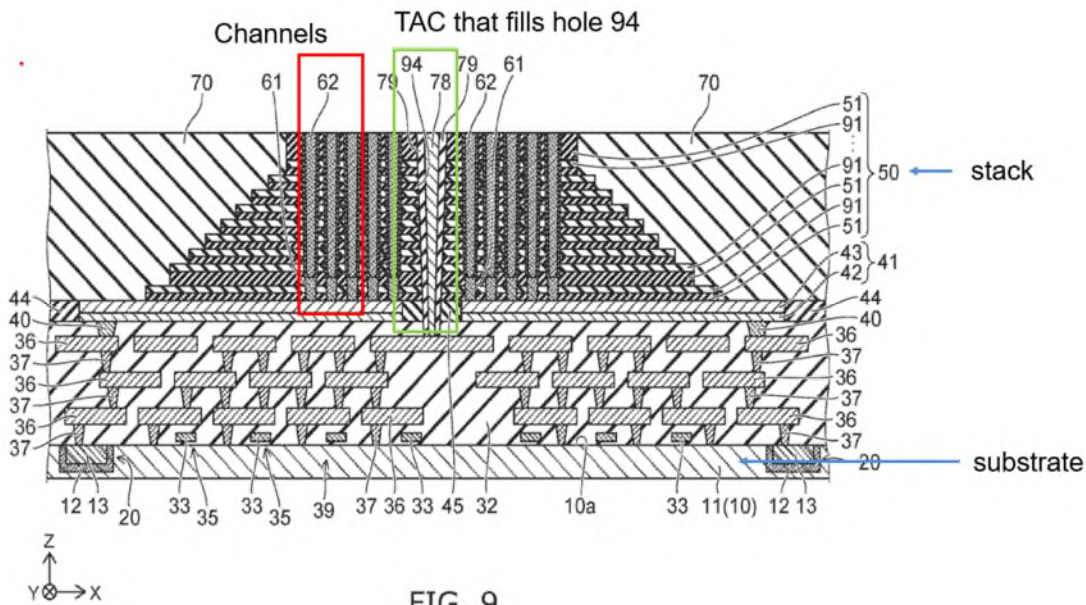 TAC that fills hole 94
Channels
70 61 62 79 94 78 79 62 61 70
51
91
⋮
91
50
stack
51
91
51
61 61
43
41
42
44 44
40 40
36 36
37 37
36 36
37 37
36 36
37 37
45
20
substrate
12 13 20 33 35 33 35 39 37 36 33 45 32 10a 33 11(10) 12 13
Z
Y X
FIG. 9